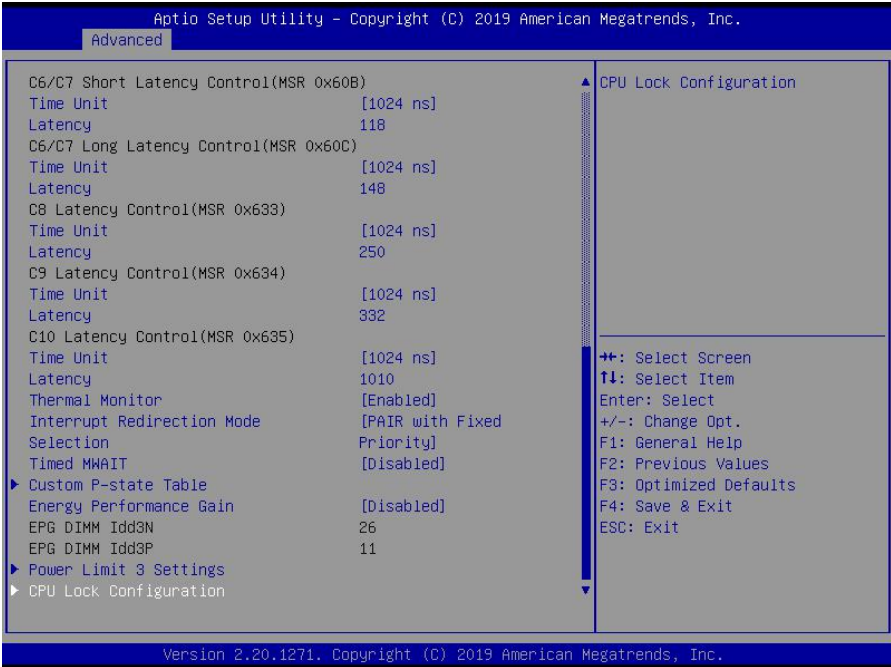 Aptio Setup Utility - Copyright (C) 2019 American Megatrends, Inc.
Advanced
C6/C7 Short Latency Control(MSR 0x60B)
Time Unit [1024 ns]
Latency 118
C6/C7 Long Latency Control(MSR 0x60C)
Time Unit [1024 ns]
Latency 148
C8 Latency Control(MSR 0x633)
Time Unit [1024 ns]
Latency 250
C9 Latency Control(MSR 0x634)
Time Unit [1024 ns]
Latency 332
C10 Latency Control(MSR 0x635)
Time Unit [1024 ns]
Latency 1010
Thermal Monitor [Enabled]
Interrupt Redirection Mode [PAIR with Fixed
Selection Priority]
Timed MWAIT [Disabled]
Custom P-state Table
Energy Performance Gain [Disabled]
EPG DIMM Idd3N 26
EPG DIMM Idd3P 11
Power Limit 3 Settings
CPU Lock Configuration
CPU Lock Configuration
→←: Select Screen
↑↓: Select Item
Enter: Select
+/-: Change Opt.
F1: General Help
F2: Previous Values
F3: Optimized Defaults
F4: Save & Exit
ESC: Exit
Version 2.20.1271. Copyright (C) 2019 American Megatrends, Inc.